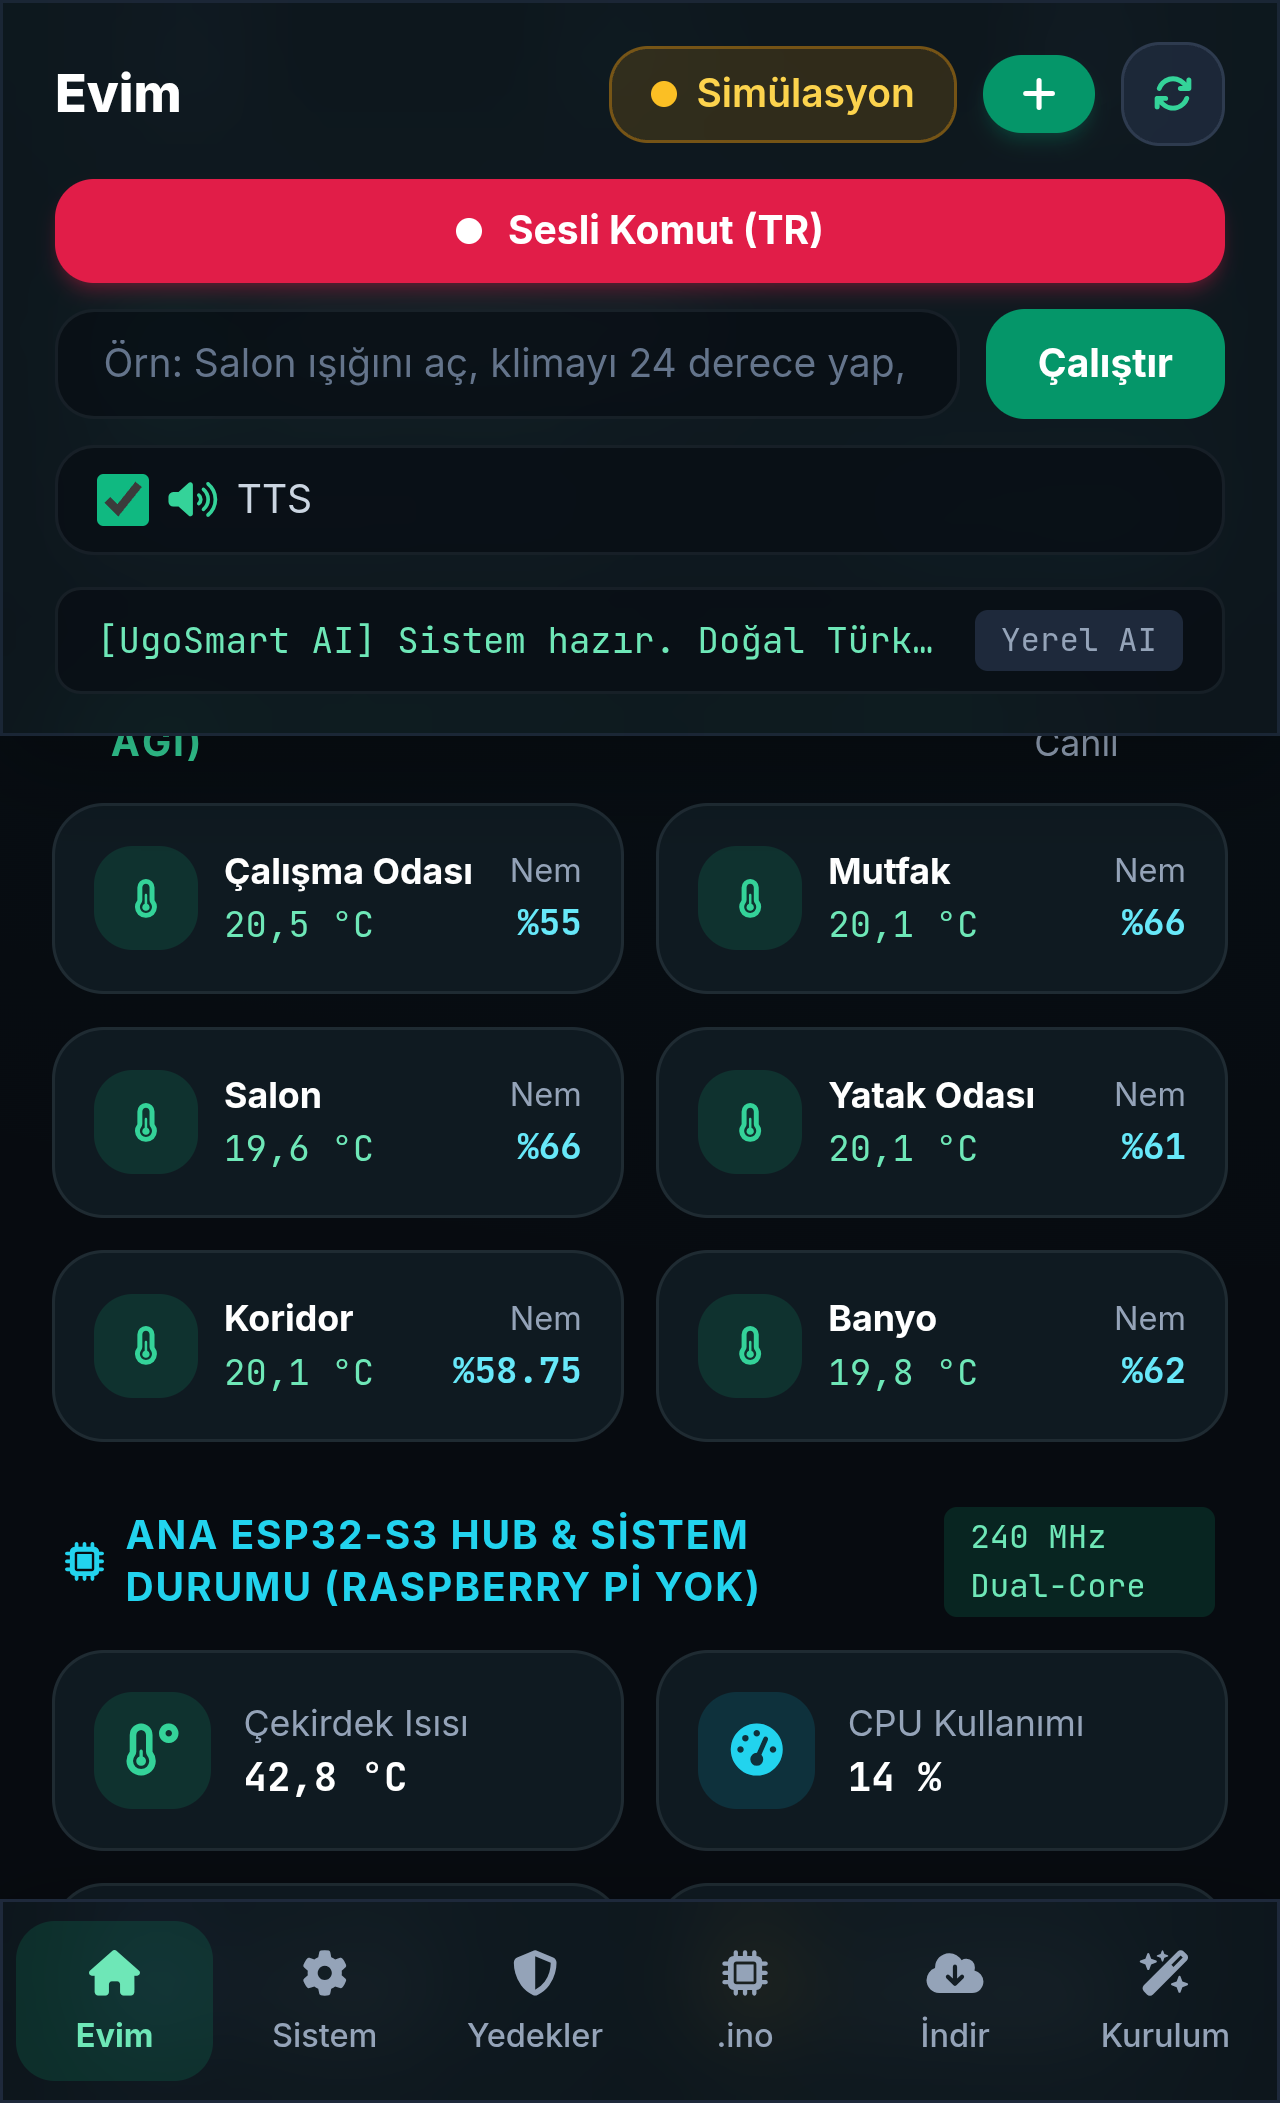 Evim
Simülasyon
Sesli Komut (TR)
Örn: Salon ışığını aç, klimayı 24 derece yap,
Çalıştır
TTS
[UgoSmart AI] Sistem hazır. Doğal Türk…
Yerel AI
AĞI)
Canlı
Çalışma Odası
Nem
20,5 °C
%55
Mutfak
Nem
20,1 °C
%66
Salon
Nem
19,6 °C
%66
Yatak Odası
Nem
20,1 °C
%61
Koridor
Nem
20,1 °C
%58.75
Banyo
Nem
19,8 °C
%62
ANA ESP32-S3 HUB & SİSTEM
DURUMU (RASPBERRY Pİ YOK)
240 MHz
Dual-Core
Çekirdek Isısı
42,8 °C
CPU Kullanımı
14 %
Evim
Sistem
Yedekler
.ino
İndir
Kurulum